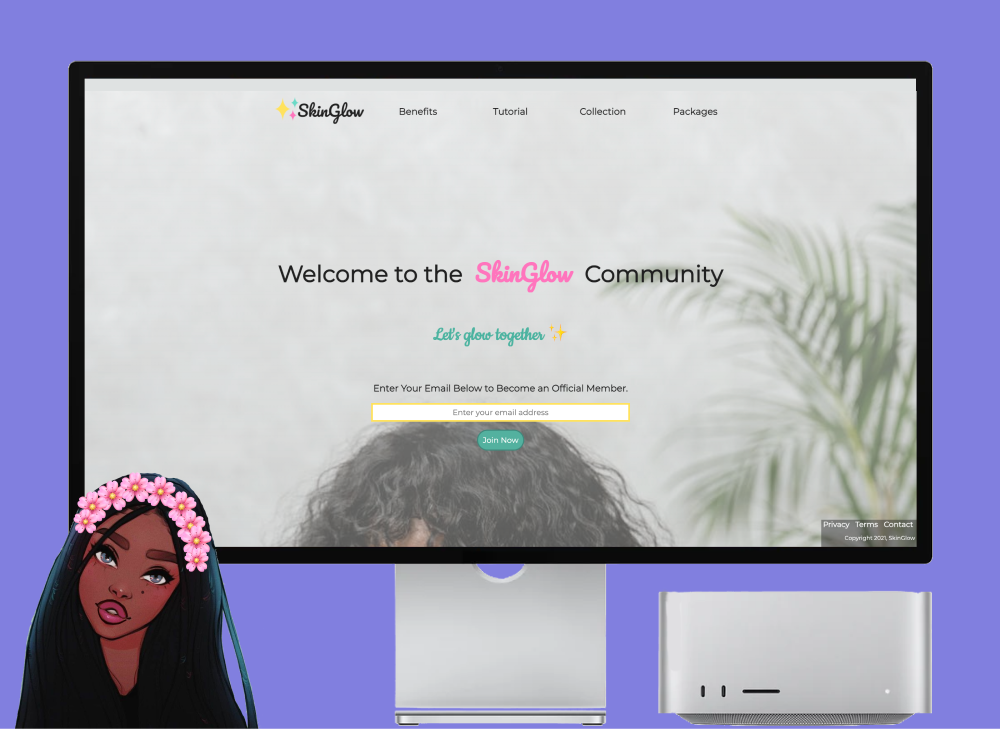 SkinGlow Benefits Tutorial Collection Packages
Welcome to the SkinGlow Community
Let's glow together
Enter Your Email Below to Become an Official Member.
Enter your email address
Join Now
Privacy Terms Contact
Copyright 2021, SkinGlow